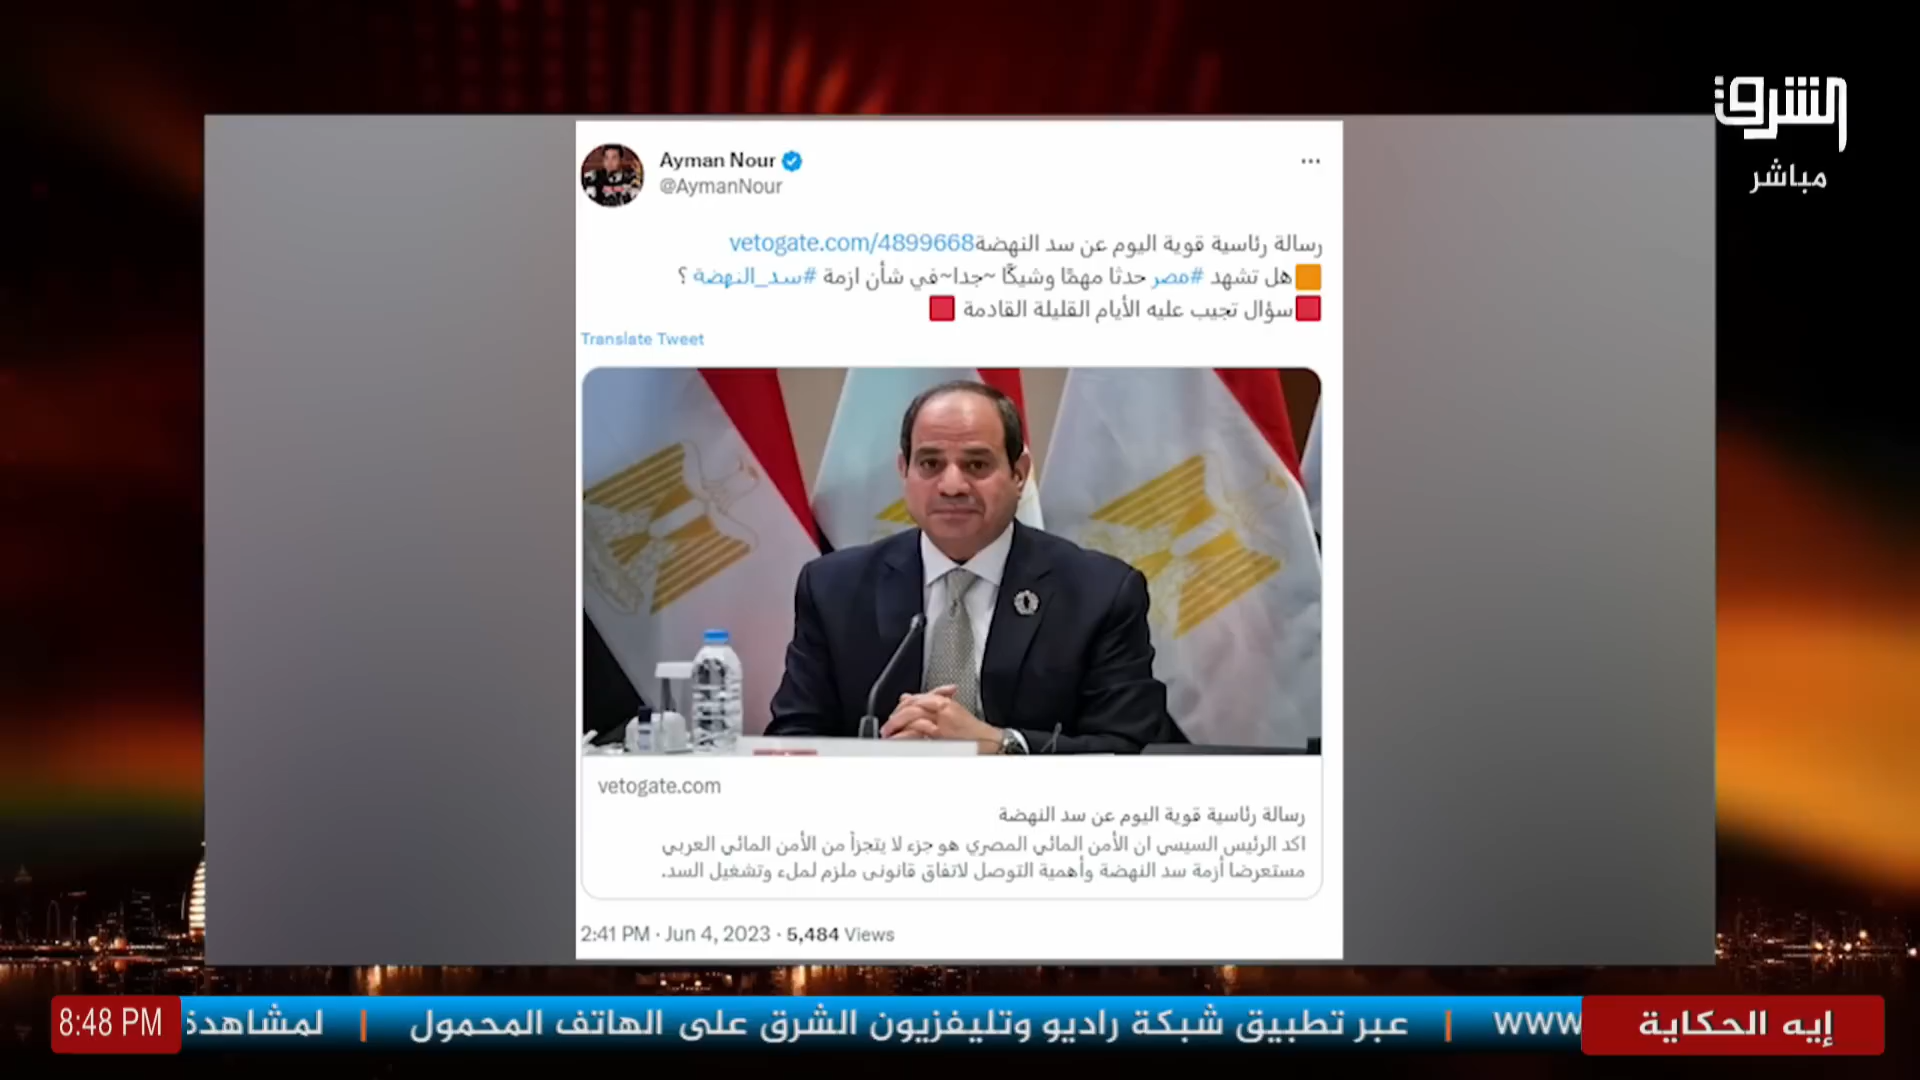 الشرق
مباشر
Ayman Nour
@AymanNour
رسالة رئاسية قوية اليوم عن سد النهضةvetogate.com/4899668
هل تشهد #مصر حدثا مهمًا وشيكًا ~جدا~في شأن ازمة #سد_النهضة ؟
سؤال تجيب عليه الأيام القليلة القادمة
Translate Tweet
vetogate.com
رسالة رئاسية قوية اليوم عن سد النهضة
اكد الرئيس السيسي ان الأمن المائي المصري هو جزء لا يتجزأ من الأمن المائي العربي
مستعرضا أزمة سد النهضة وأهمية التوصل لاتفاق قانونى ملزم لملء وتشغيل السد.
2:41 PM · Jun 4, 2023 · 5,484 Views
إيه الحكاية
www | عبر تطبيق شبكة راديو وتليفزيون الشرق على الهاتف المحمول | لمشاهدة
8:48 PM